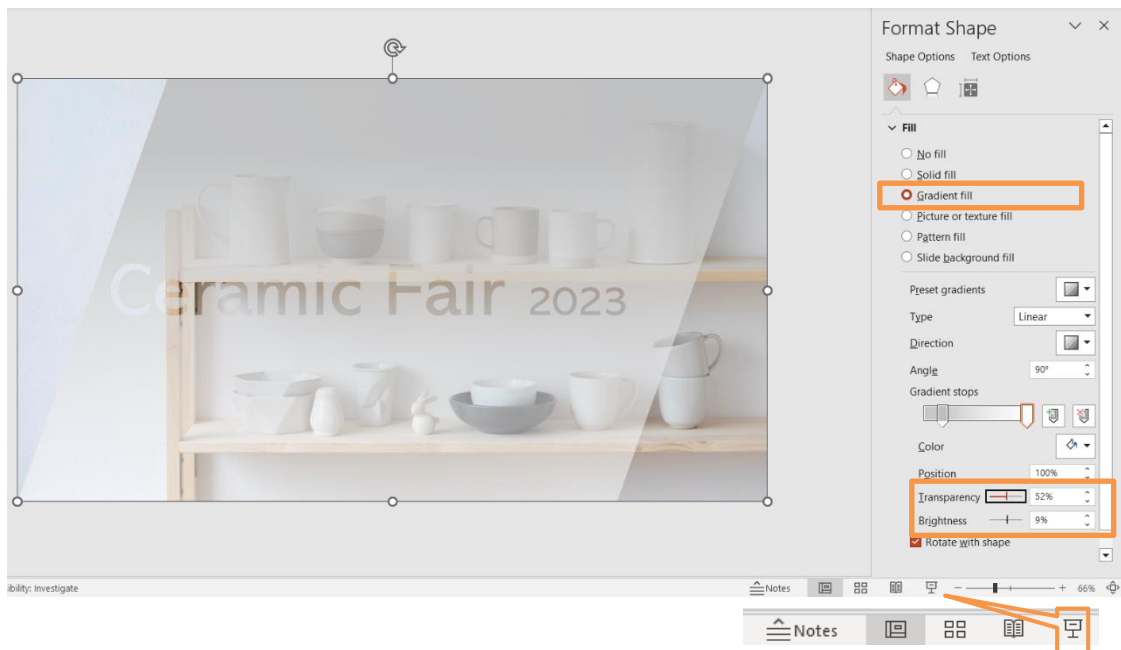 Format Shape
Shape Options Text Options
Fill
No fill
Solid fill
Gradient fill
Picture or texture fill
Pattern fill
Slide background fill
Preset gradients
Type Linear
Direction
Angle 90°
Gradient stops
Color
Position 100%
Transparency 52%
Brightness 9%
Rotate with shape
Ceramic Fair 2023
ibility: Investigate
Notes
66%
Notes